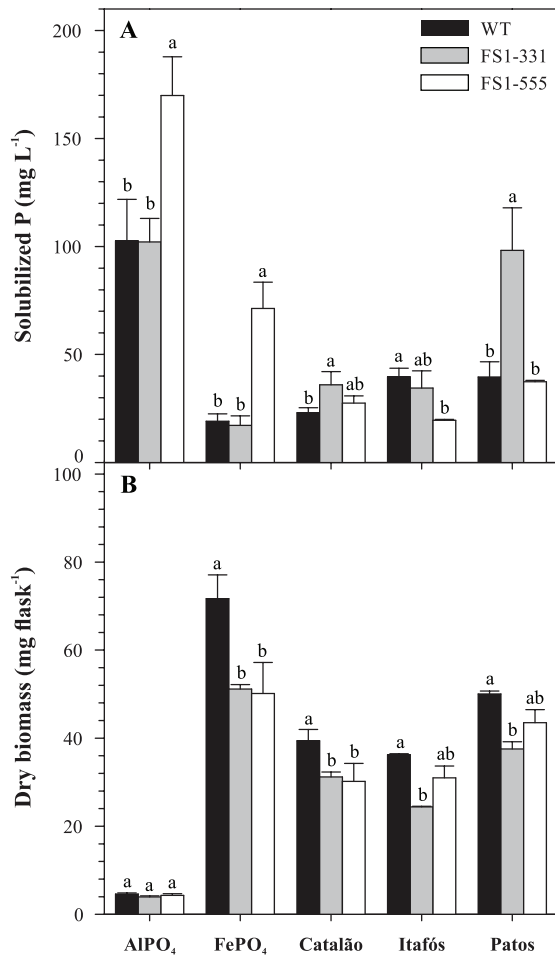 A
WT
FS1-331
FS1-555
Solubilized P (mg L⁻¹)
200
150
100
50
0
b b a
b b a
b a ab
a ab b
b a b
B
Dry biomass (mg flask⁻¹)
100
80
60
40
20
0
a a a
a b b
a b b
a b ab
a b ab
AlPO₄ FePO₄ Catalão Itafós Patos